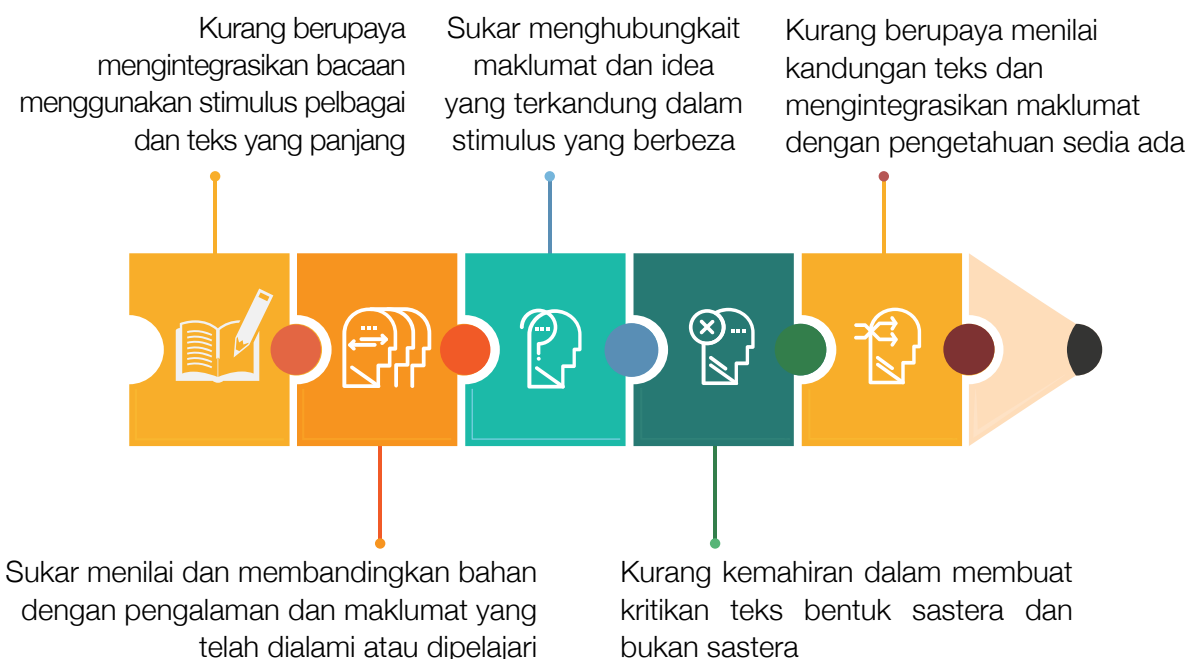 Kurang berupaya
mengintegrasikan bacaan
menggunakan stimulus pelbagai
dan teks yang panjang
Sukar menghubungkait
maklumat dan idea
yang terkandung dalam
stimulus yang berbeza
Kurang berupaya menilai
kandungan teks dan
mengintegrasikan maklumat
dengan pengetahuan sedia ada
Sukar menilai dan membandingkan bahan
dengan pengalaman dan maklumat yang
telah dialami atau dipelajari
Kurang kemahiran dalam membuat
kritikan teks bentuk sastera dan
bukan sastera